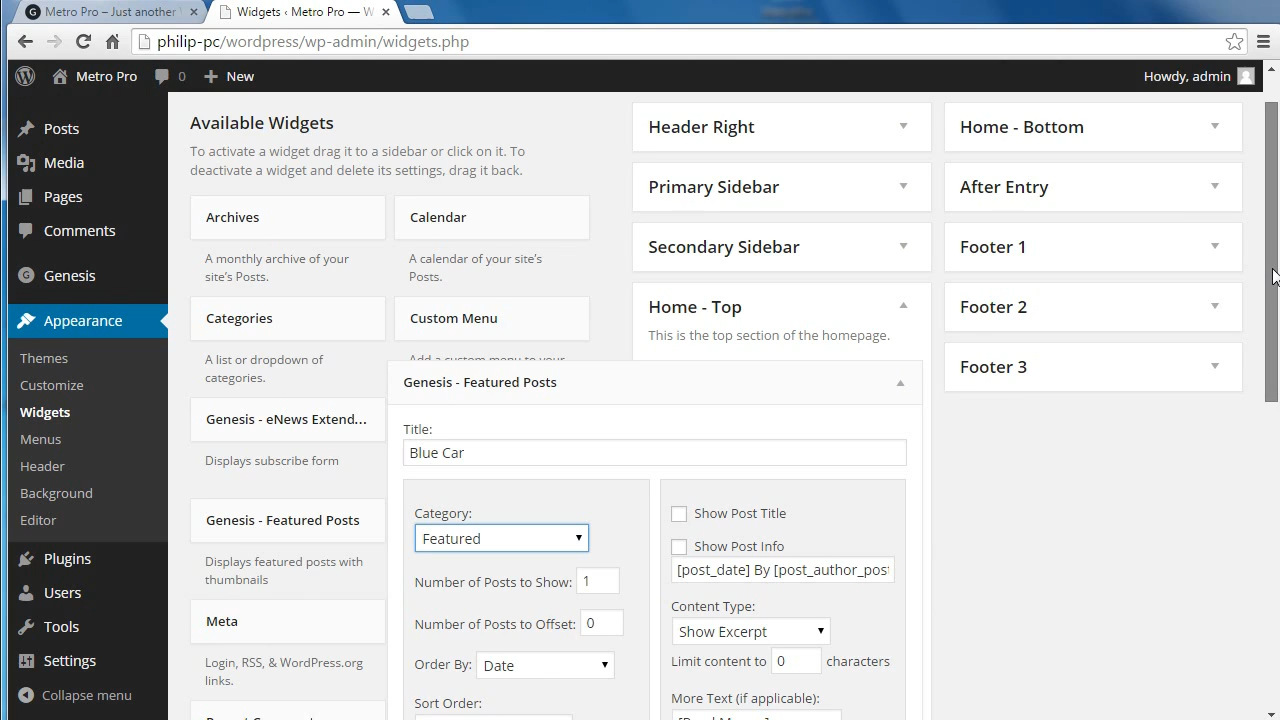 Metro Pro – Just another
Widgets ‹ Metro Pro — W
philip-pc/wordpress/wp-admin/widgets.php
Metro Pro
0
New
Howdy, admin
Posts
Media
Pages
Comments
Genesis
Appearance
Themes
Customize
Widgets
Menus
Header
Background
Editor
Plugins
Users
Tools
Settings
Collapse menu
Available Widgets
To activate a widget drag it to a sidebar or click on it. To
deactivate a widget and delete its settings, drag it back.
Archives
A monthly archive of your
site's Posts.
Calendar
A calendar of your site's
Posts.
Categories
A list or dropdown of
categories.
Custom Menu
Add a custom menu to your
Genesis - eNews Extend...
Displays subscribe form
Genesis - Featured Posts
Displays featured posts with
thumbnails
Meta
Login, RSS, & WordPress.org
links.
Header Right
Primary Sidebar
Secondary Sidebar
Home - Top
This is the top section of the homepage.
Genesis - Featured Posts
Title:
Blue Car
Category:
Featured
Number of Posts to Show: 1
Number of Posts to Offset: 0
Order By: Date
Sort Order:
Show Post Title
Show Post Info
[post_date] By [post_author_post
Content Type:
Show Excerpt
Limit content to 0 characters
More Text (if applicable):
Home - Bottom
After Entry
Footer 1
Footer 2
Footer 3